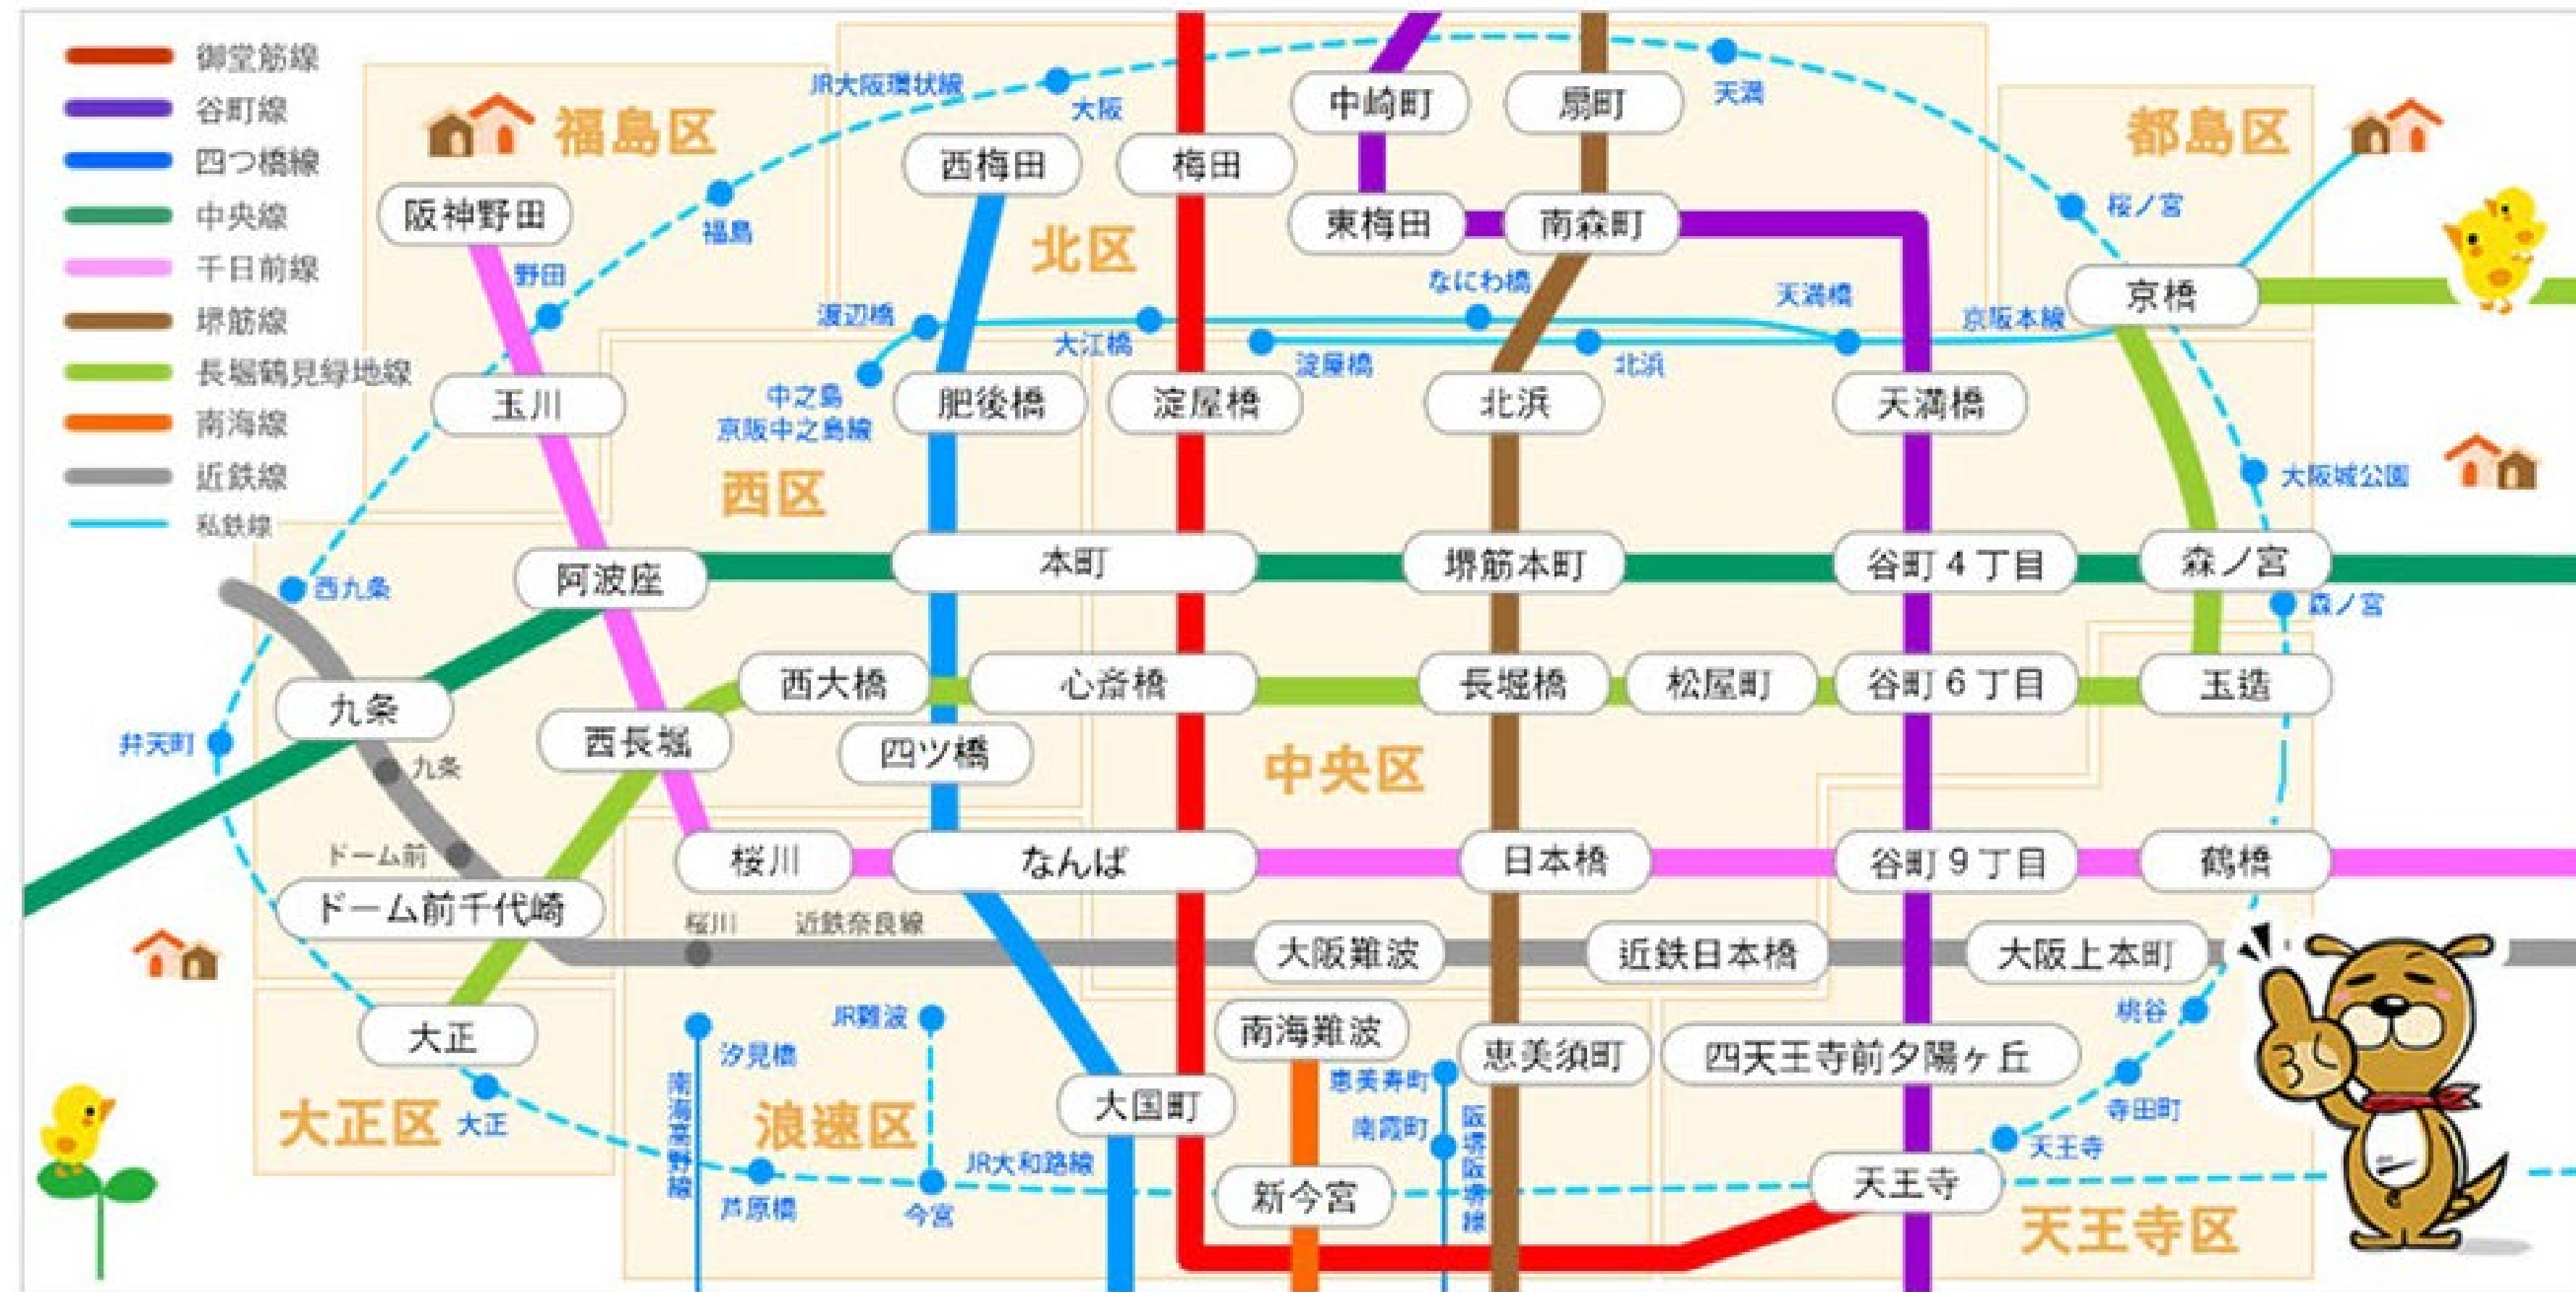 御堂筋線
谷町線
四つ橋線
中央線
千日前線
堺筋線
長堀鶴見緑地線
南海線
近鉄線
私鉄線
福島区
JR大阪環状線
大阪
中崎町
扇町
天満
都島区
西梅田
梅田
阪神野田
福島
北区
東梅田
南森町
桜ノ宮
野田
渡辺橋
大江橋
なにわ橋
淀屋橋
北浜
天満橋
京阪本線
京橋
中之島
京阪中之島線
玉川
肥後橋
淀屋橋
北浜
天満橋
西区
大阪城公園
西九条
阿波座
本町
堺筋本町
谷町4丁目
森ノ宮
森ノ宮
九条
西大橋
心斎橋
長堀橋
松屋町
谷町6丁目
玉造
弁天町
九条
西長堀
四ツ橋
中央区
ドーム前
桜川
なんば
日本橋
谷町9丁目
鶴橋
ドーム前千代崎
桜川
近鉄奈良線
大阪難波
近鉄日本橋
大阪上本町
大正
汐見橋
JR難波
南海難波
恵美須町
四天王寺前夕陽ヶ丘
桃谷
大正区
大正
南海高野線
浪速区
大国町
恵美寿町
南霞町
阪堺阪堺線
寺田町
天王寺
芦原橋
今宮
JR大和路線
新今宮
天王寺
天王寺区